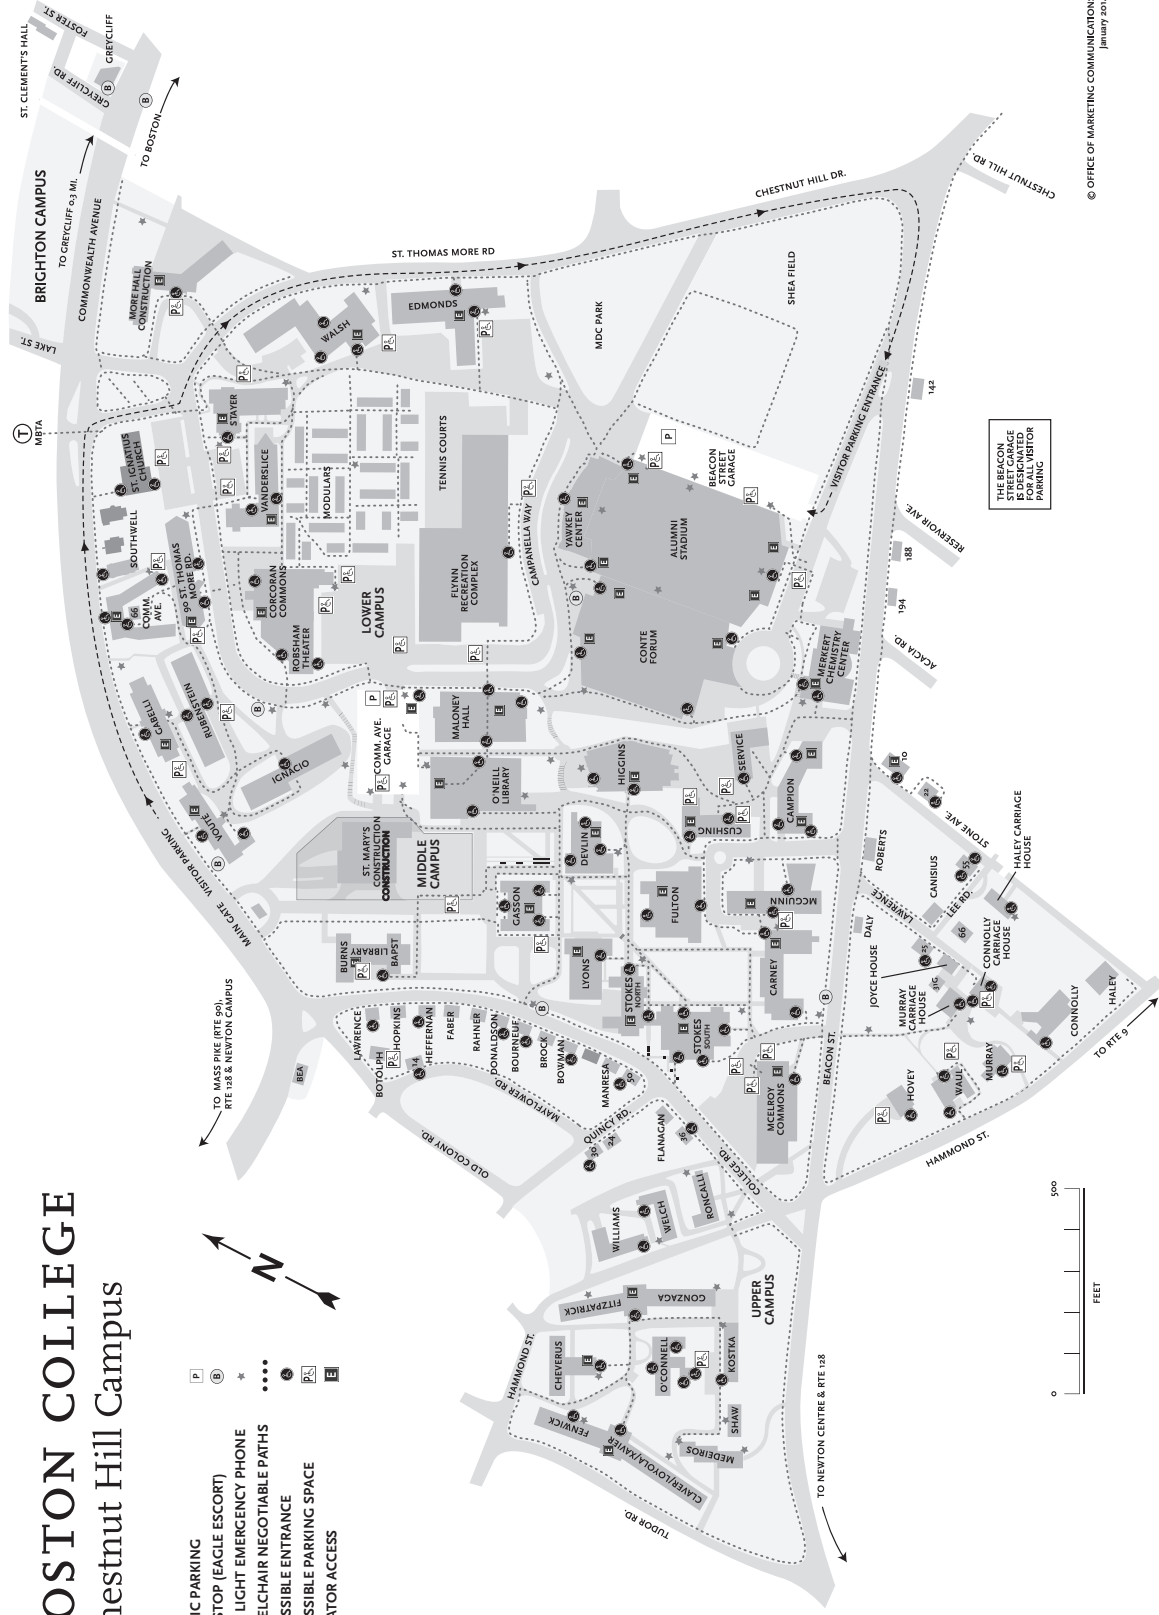 OSTON COLLEGE
hestnut Hill Campus
IC PARKING
P
STOP (EAGLE ESCORT)
B
LIGHT EMERGENCY PHONE
ELCHAIR NEGOTIABLE PATHS
SSIBLE ENTRANCE
SSIBLE PARKING SPACE
P
ATOR ACCESS
E
N
ST. CLEMENT'S HALL
FOSTER ST.
GREYCLIFF
GREYCLIFF RD.
B
B
TO BOSTON
BRIGHTON CAMPUS
TO GREYCLIFF 0.3 MI.
COMMONWEALTH AVENUE
LAKE ST.
T
MBTA
MORE HALL
CONSTRUCTION
ST. THOMAS MORE RD
CHESTNUT HILL DR.
CHESTNUT HILL RD.
© OFFICE OF MARKETING COMMUNICATIONS
WALSH
EDMONDS
STAYER
ST. IGNATIUS
CHURCH
VANDERSLICE
MODULARS
TENNIS COURTS
MDC PARK
SHEA FIELD
SOUTHWELL
66
COMM.
AVE.
90 ST. THOMAS
MORE RD.
CORCORAN
COMMONS
ROBSHAM
THEATER
LOWER
CAMPUS
FLYNN
RECREATION
COMPLEX
CAMPANELLA WAY
YAWKEY
CENTER
ALUMNI
STADIUM
BEACON
STREET
GARAGE
P
VISITOR PARKING ENTRANCE
142
THE BEACON
STREET GARAGE
IS DESIGNATED
FOR ALL VISITOR
PARKING
RESERVOIR AVE.
188
194
ACACIA RD.
B
CONTE
FORUM
MERKERT
CHEMISTRY
CENTER
GABELLI
RUBENSTEIN
B
IGNACIO
VOUTE
B
P
COMM. AVE.
GARAGE
MALONEY
HALL
O'NEILL
LIBRARY
HIGGINS
SERVICE
CAMPION
CUSHING
10
22
STONE AVE.
VISITOR PARKING
MAIN GATE
ST. MARY'S
CONSTRUCTION
CONSTRUCTION
MIDDLE
CAMPUS
DEVLIN
GASSON
FULTON
MCGUINN
ROBERTS
CANISIUS
55
HALEY CARRIAGE
HOUSE
LAWRENCE
LEE RD.
DALY
66
25
CONNOLLY
CARRIAGE
HOUSE
JOYCE HOUSE
31
MURRAY
CARRIAGE
HOUSE
BURNS
LIBRARY
BAPST
LYONS
STOKES
NORTH
STOKES
SOUTH
CARNEY
B
B
BEACON ST.
CONNOLLY
HALEY
TO RTE 9
TO MASS PIKE (RTE 90),
RTE 128 & NEWTON CAMPUS
BEA
LAWRENCE
BOTOLPH
HOPKINS
14
HEFFERNAN
FABER
RAHNER
DONALDSON
BOURNEUF
BROCK
BOWMAN
MANRESA
50
MAYFLOWER RD.
OLD COLONY RD.
QUINCY RD.
30
24
FLANAGAN
36
COLLEGE RD.
MCELROY
COMMONS
HOVEY
WAUL
MURRAY
HAMMOND ST.
WILLIAMS
WELCH
RONCALLI
FITZPATRICK
GONZAGA
UPPER
CAMPUS
HAMMOND ST.
CHEVERUS
O'CONNELL
KOSTKA
FENWICK
CLAVER/LOYOLA/XAVIER
MEDEIROS
SHAW
TUDOR RD.
TO NEWTON CENTRE & RTE 128
0
500
FEET